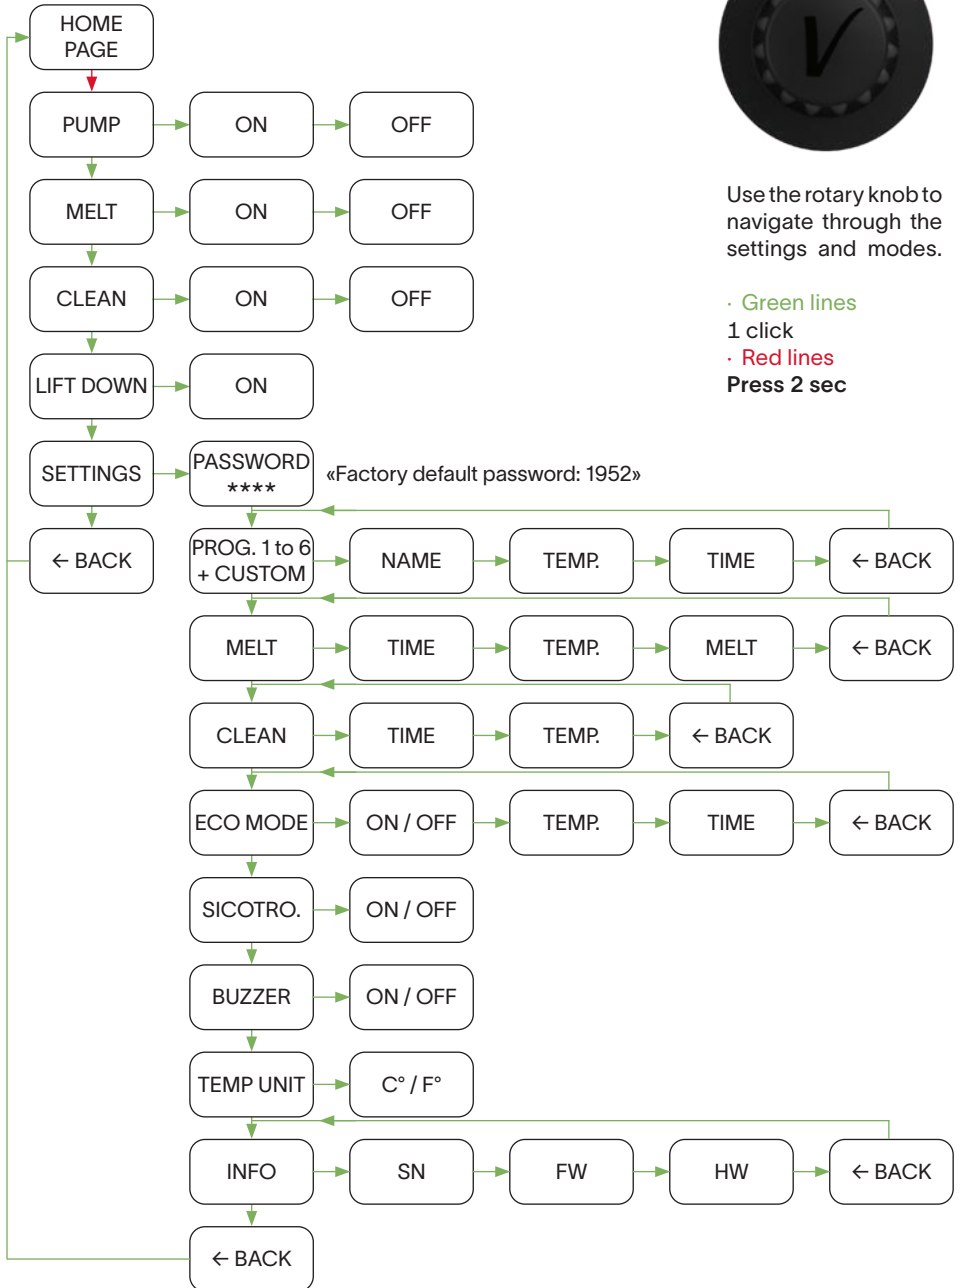 HOME
PAGE
PUMP
ON
OFF
MELT
ON
OFF
CLEAN
ON
OFF
LIFT DOWN
ON
SETTINGS
PASSWORD
****
«Factory default password: 1952»
← BACK
PROG. 1 to 6
+ CUSTOM
NAME
TEMP.
TIME
← BACK
MELT
TIME
TEMP.
MELT
← BACK
CLEAN
TIME
TEMP.
← BACK
ECO MODE
ON / OFF
TEMP.
TIME
← BACK
SICOTRO.
ON / OFF
BUZZER
ON / OFF
TEMP UNIT
C° / F°
INFO
SN
FW
HW
← BACK
← BACK
V
Use the rotary knob to
navigate through the
settings and modes.
· Green lines
1 click
· Red lines
Press 2 sec